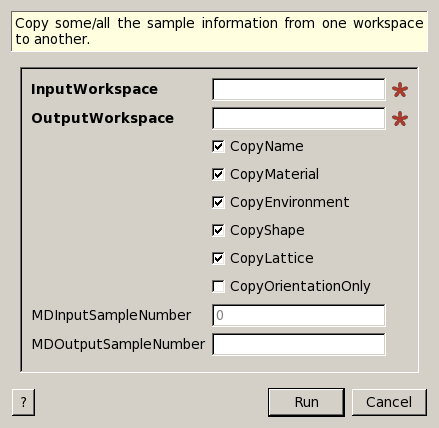 Copy some/all the sample information from one workspace
to another.
InputWorkspace
OutputWorkspace
CopyName
CopyMaterial
CopyEnvironment
CopyShape
CopyLattice
CopyOrientationOnly
MDInputSampleNumber 0
MDOutputSampleNumber
? Run Cancel